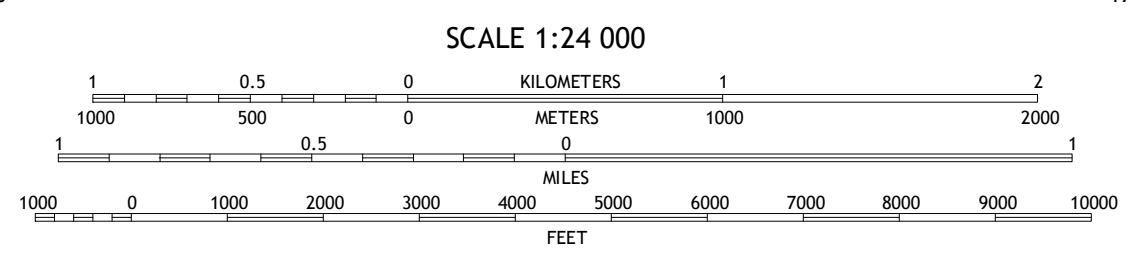 SCALE 1:24 000
1 0.5 0 KILOMETERS 1 2
1000 500 0 METERS 1000 2000
1 0.5 0 1
MILES
1000 0 1000 2000 3000 4000 5000 6000 7000 8000 9000 10000
FEET